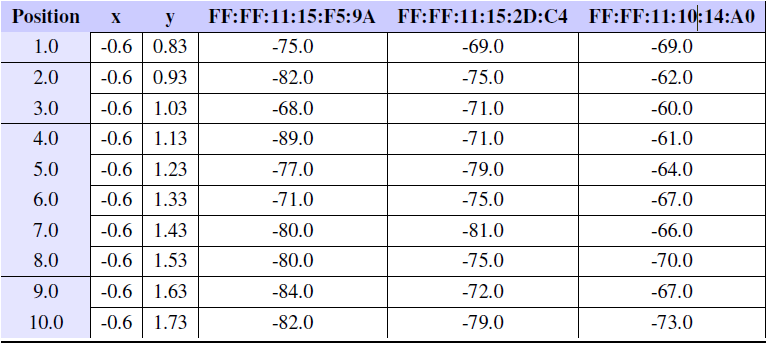 Position x y FF:FF:11:15:F5:9A FF:FF:11:15:2D:C4 FF:FF:11:10:14:A0
1.0 -0.6 0.83 -75.0 -69.0 -69.0
2.0 -0.6 0.93 -82.0 -75.0 -62.0
3.0 -0.6 1.03 -68.0 -71.0 -60.0
4.0 -0.6 1.13 -89.0 -71.0 -61.0
5.0 -0.6 1.23 -77.0 -79.0 -64.0
6.0 -0.6 1.33 -71.0 -75.0 -67.0
7.0 -0.6 1.43 -80.0 -81.0 -66.0
8.0 -0.6 1.53 -80.0 -75.0 -70.0
9.0 -0.6 1.63 -84.0 -72.0 -67.0
10.0 -0.6 1.73 -82.0 -79.0 -73.0